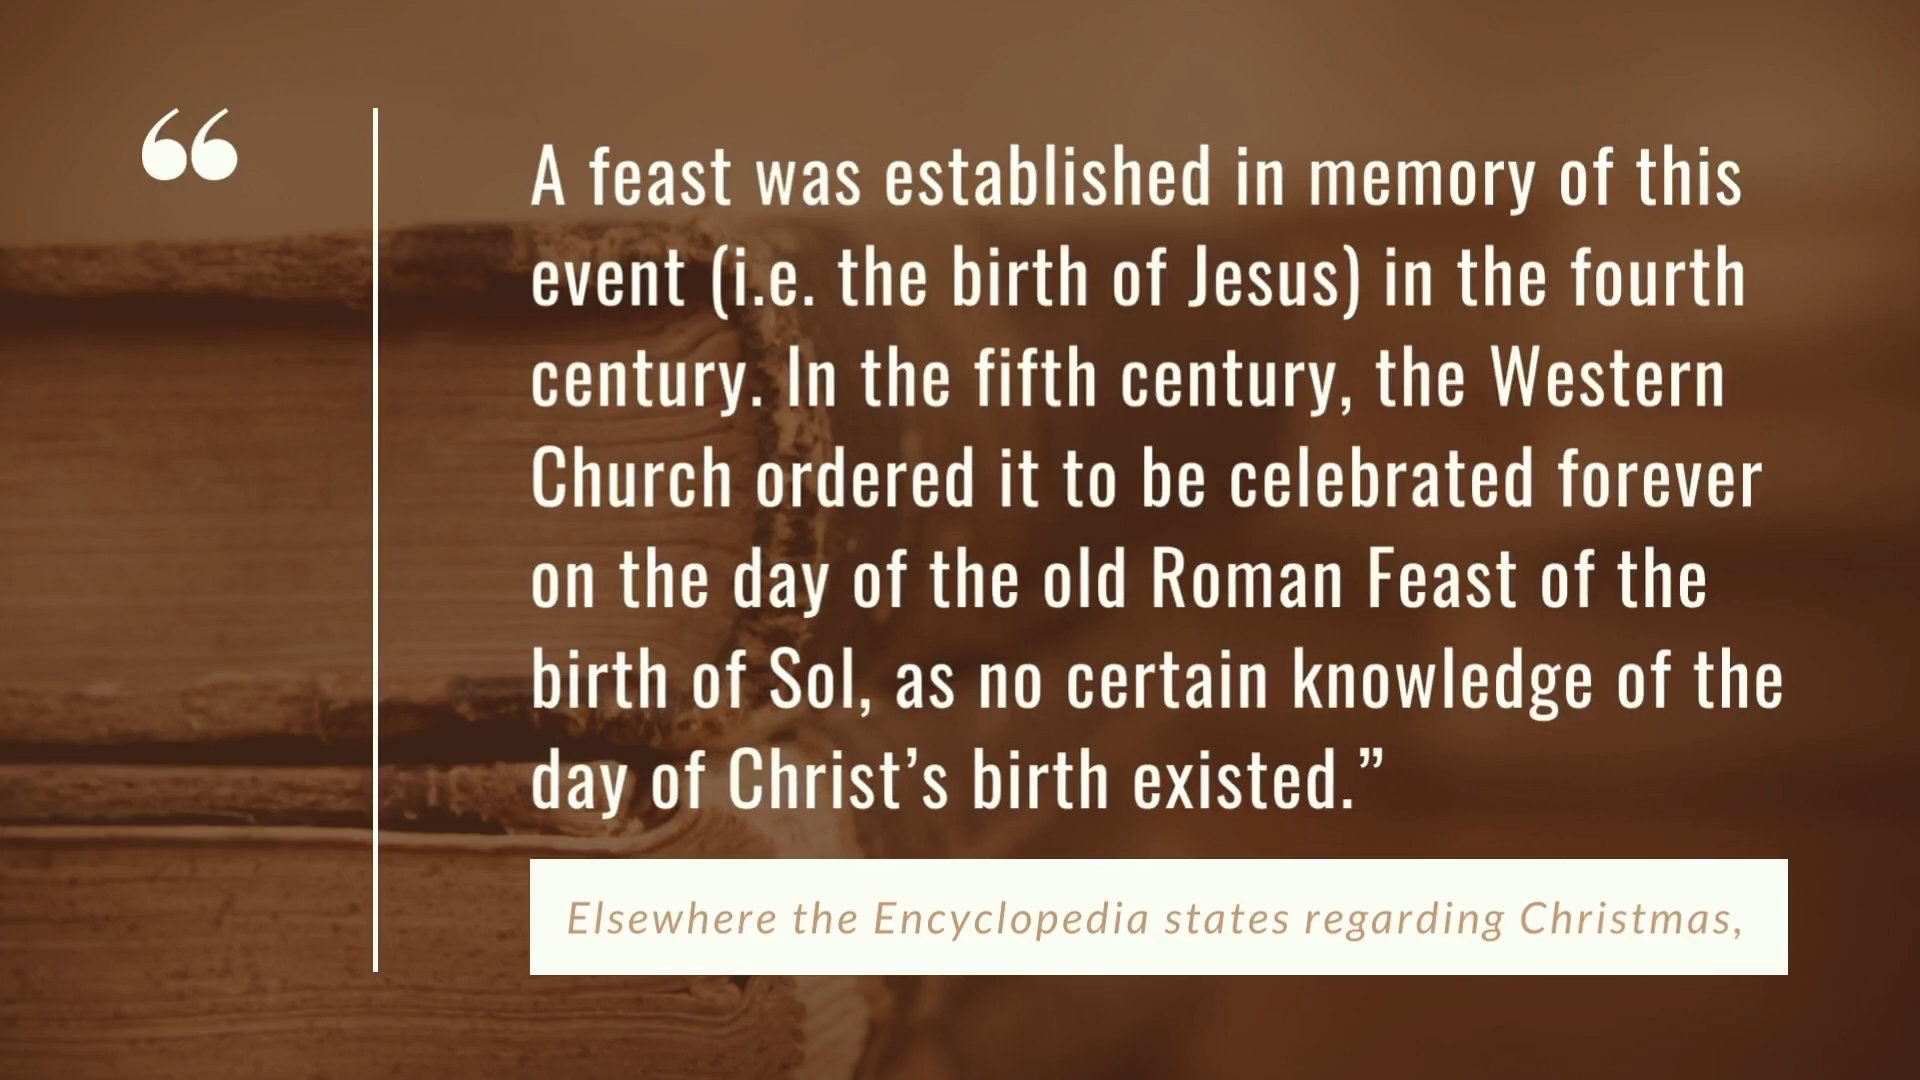 “
A feast was established in memory of this
event (i.e. the birth of Jesus) in the fourth
century. In the fifth century, the Western
Church ordered it to be celebrated forever
on the day of the old Roman Feast of the
birth of Sol, as no certain knowledge of the
day of Christ’s birth existed.”
Elsewhere the Encyclopedia states regarding Christmas,